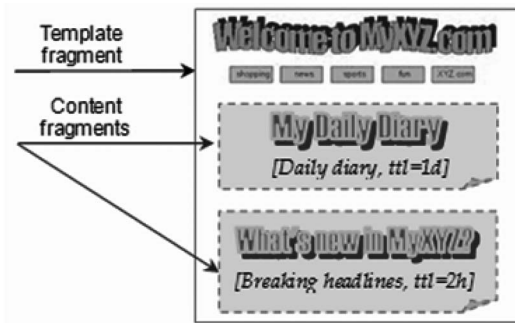 Template
fragment
Content
fragments
Welcome to MyXYZ.com
shopping news sports fun XYZ.com
My Daily Diary
[Daily diary, ttl=1d]
What's new in MyXYZ?
[Breaking headlines, ttl=2h]